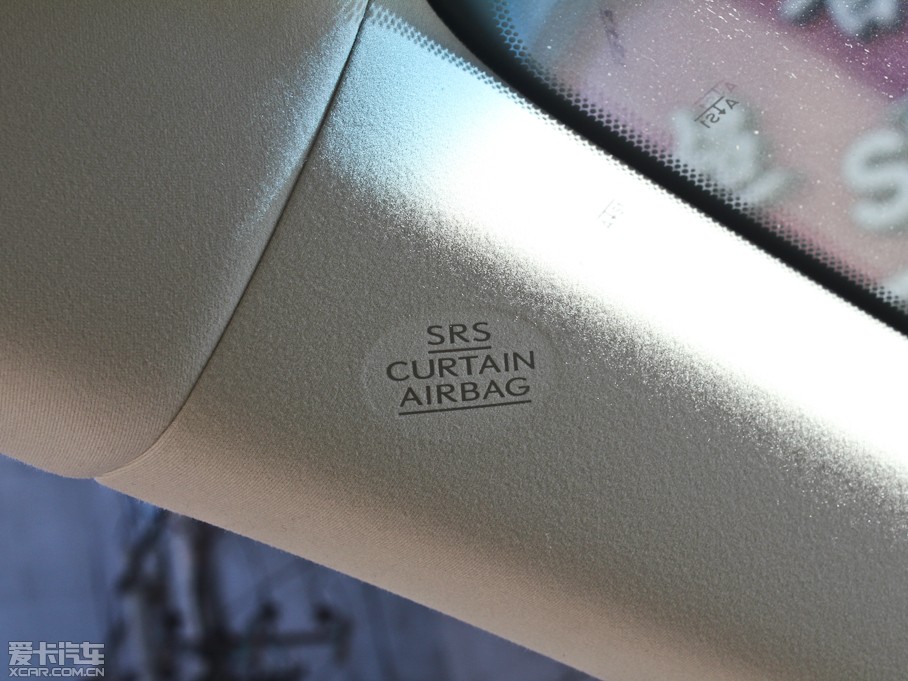 SRS
CURTAIN
AIRBAG
爱卡汽车
XCAR.COM.CN